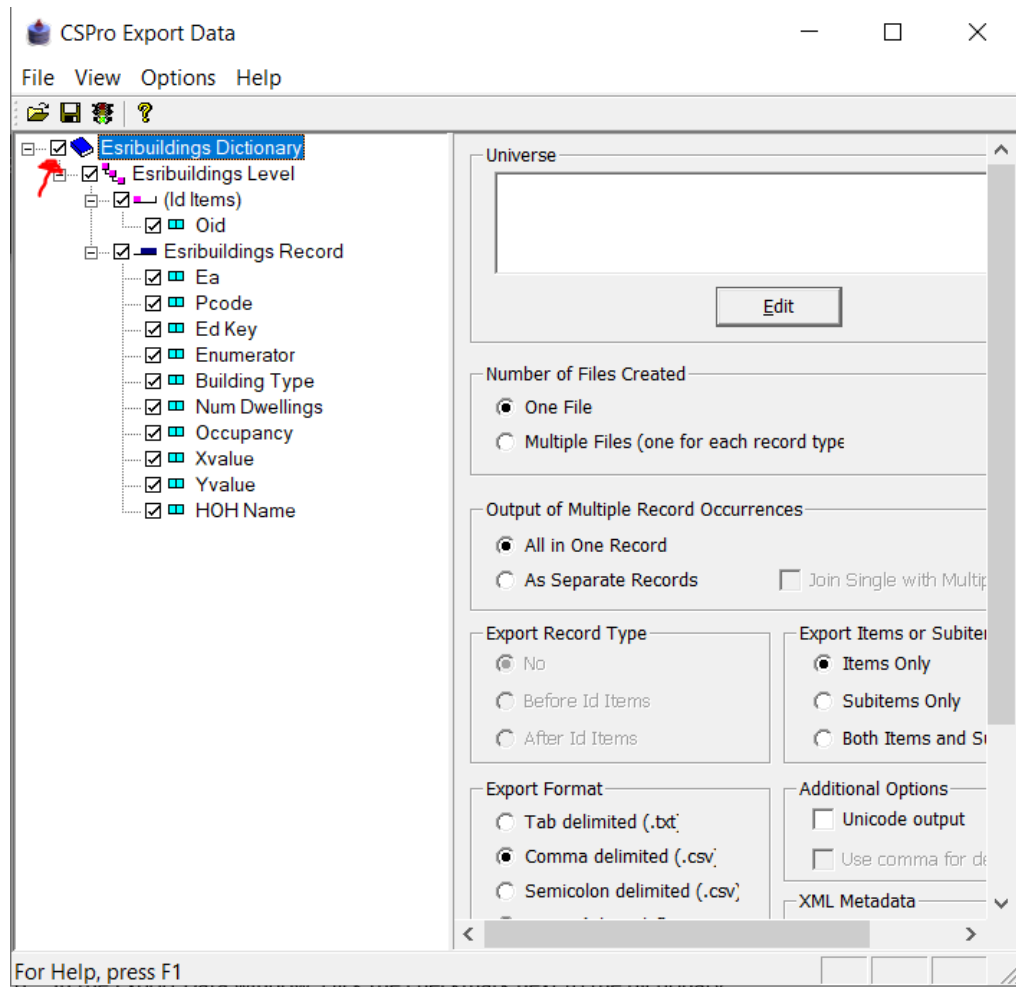 CSPro Export Data
File View Options Help
Esribuildings Dictionary
Esribuildings Level
(Id Items)
Oid
Esribuildings Record
Ea
Pcode
Ed Key
Enumerator
Building Type
Num Dwellings
Occupancy
Xvalue
Yvalue
HOH Name
Universe
Edit
Number of Files Created
One File
Multiple Files (one for each record type
Output of Multiple Record Occurrences
All in One Record
As Separate Records Join Single with Multip
Export Record Type
No
Before Id Items
After Id Items
Export Items or Subiter
Items Only
Subitems Only
Both Items and Su
Export Format
Tab delimited (.txt)
Comma delimited (.csv)
Semicolon delimited (.csv)
Additional Options
Unicode output
Use comma for de
XML Metadata
For Help, press F1